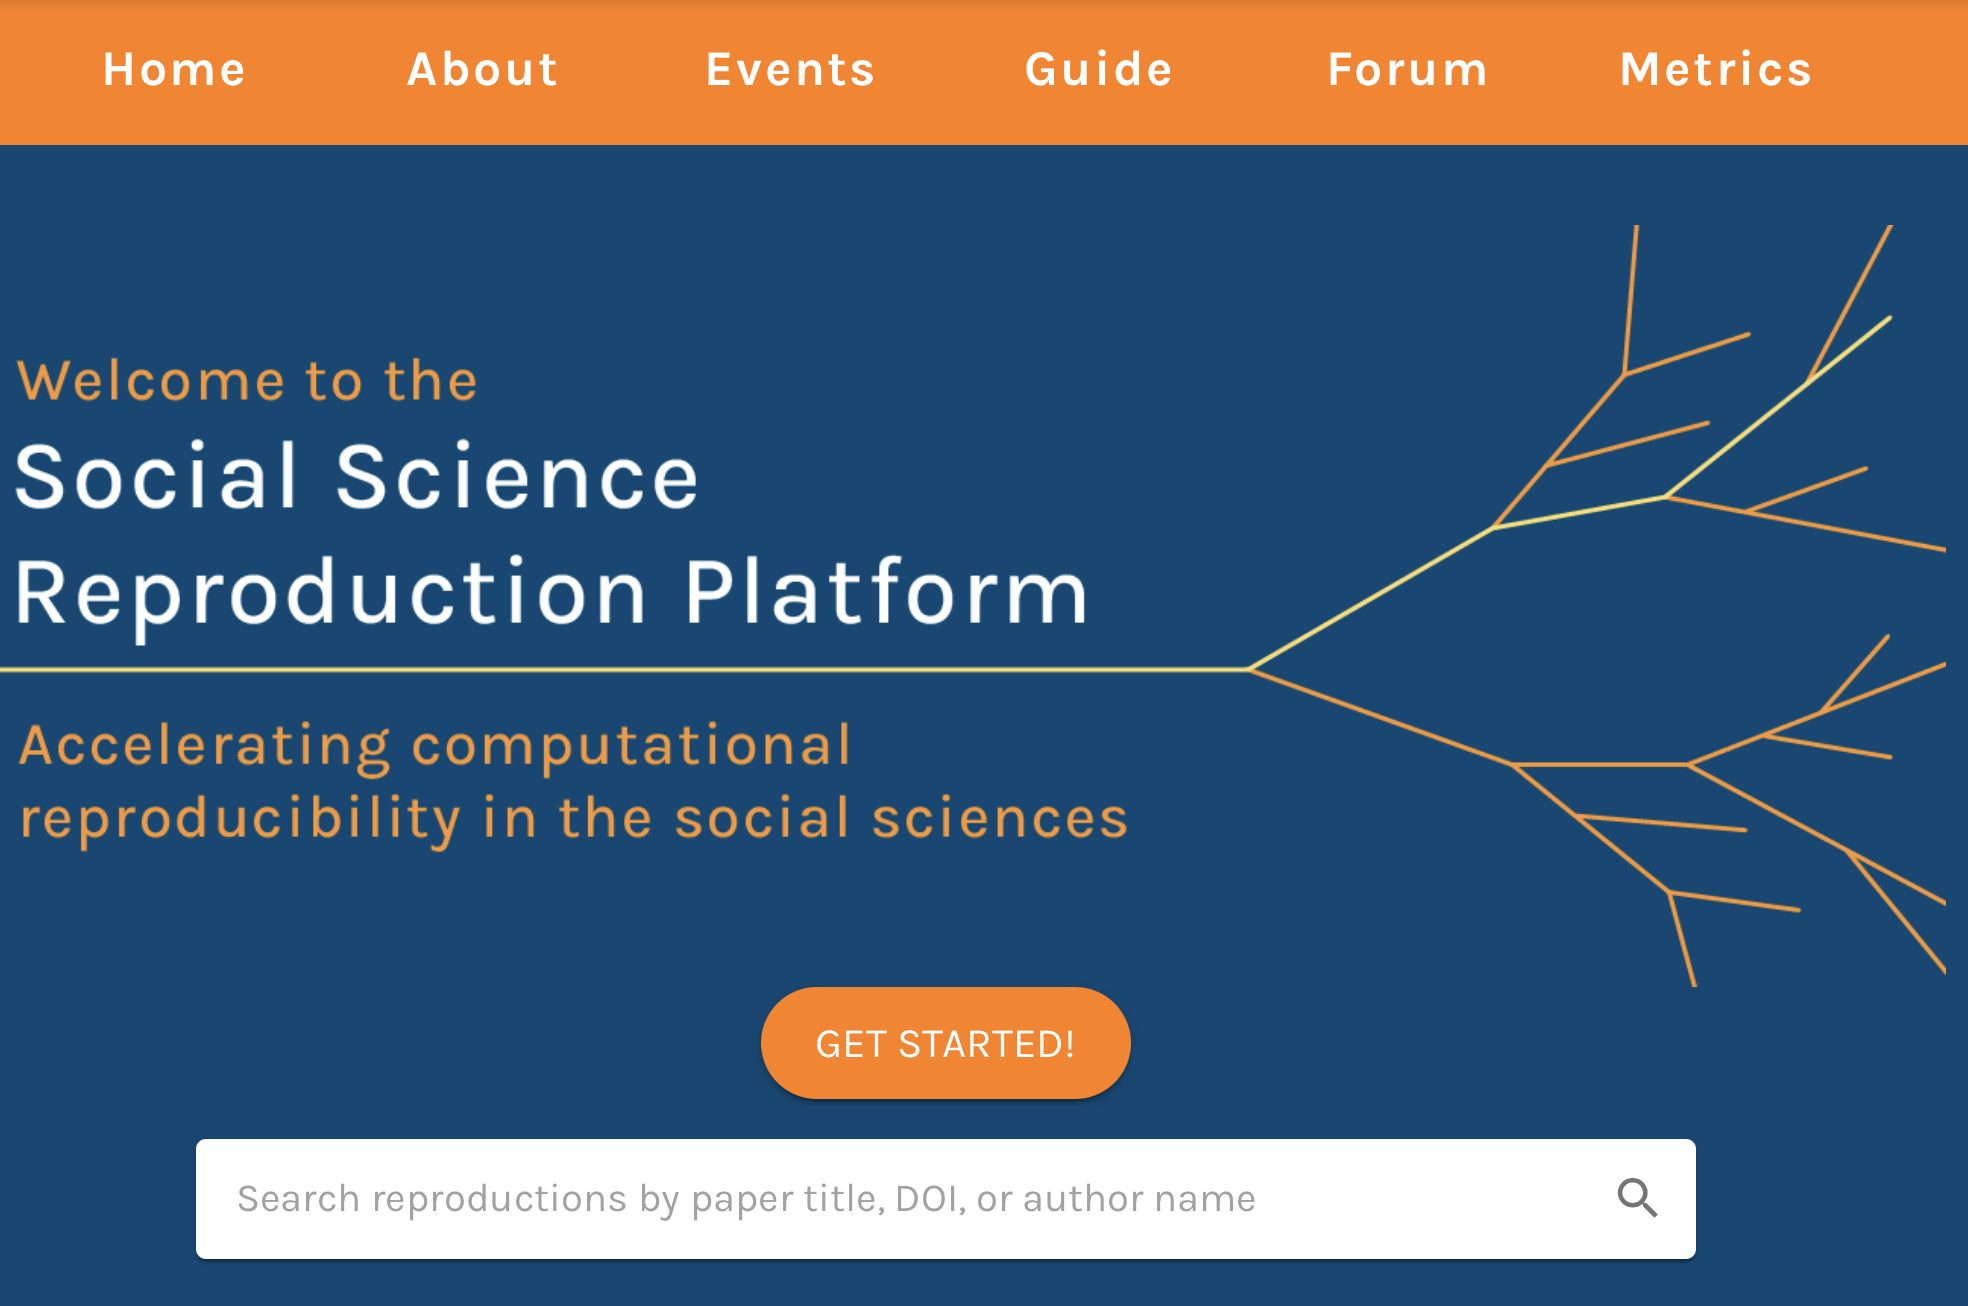 Home About Events Guide Forum Metrics
Welcome to the
Social Science
Reproduction Platform
Accelerating computational
reproducibility in the social sciences
GET STARTED!
Search reproductions by paper title, DOI, or author name